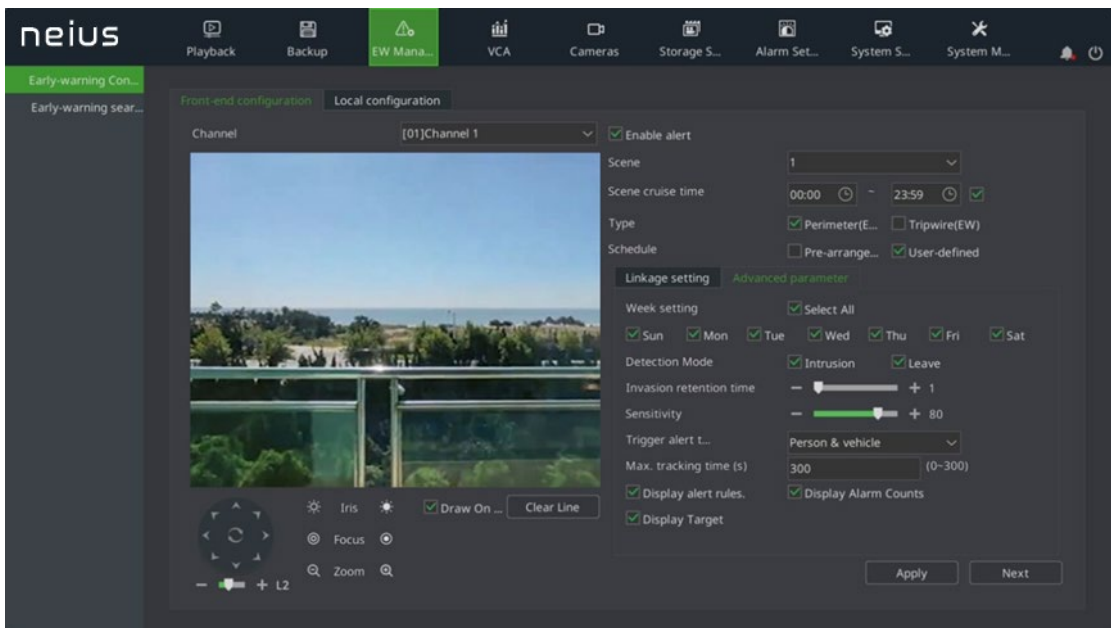 neius
Playback Backup EW Mana... VCA Cameras Storage S... Alarm Set... System S... System M...
Early-warning Con...
Early-warning sear...
Front-end configuration Local configuration
Channel [01]Channel 1 Enable alert
Scene 1
Scene cruise time 00:00 ~ 23:59
Type Perimeter(E... Tripwire(EW)
Schedule Pre-arrange... User-defined
Linkage setting Advanced parameter
Week setting Select All
Sun Mon Tue Wed Thu Fri Sat
Detection Mode Intrusion Leave
Invasion retention time − + 1
Sensitivity − + 80
Trigger alert t... Person & vehicle
Max. tracking time (s) 300 (0~300)
Display alert rules. Display Alarm Counts
Display Target
Iris Draw On ... Clear Line
Focus
Zoom
− + L2
Apply Next